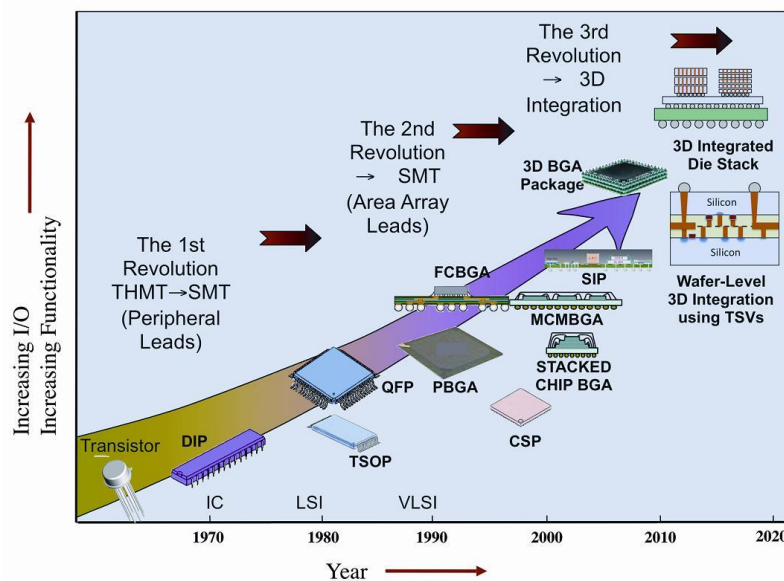 The 3rd
Revolution
→ 3D
Integration
3D Integrated
Die Stack
The 2nd
Revolution
→ SMT
(Area Array
Leads)
3D BGA
Package
Silicon
Silicon
The 1st
Revolution
THMT→SMT
(Peripheral
Leads)
FCBGA
SIP
Wafer-Level
3D Integration
using TSVs
MCMBGA
QFP
PBGA
STACKED
CHIP BGA
CSP
Transistor
DIP
TSOP
IC
LSI
VLSI
Increasing I/O
Increasing Functionality
1970
1980
1990
2000
2010
2020
Year